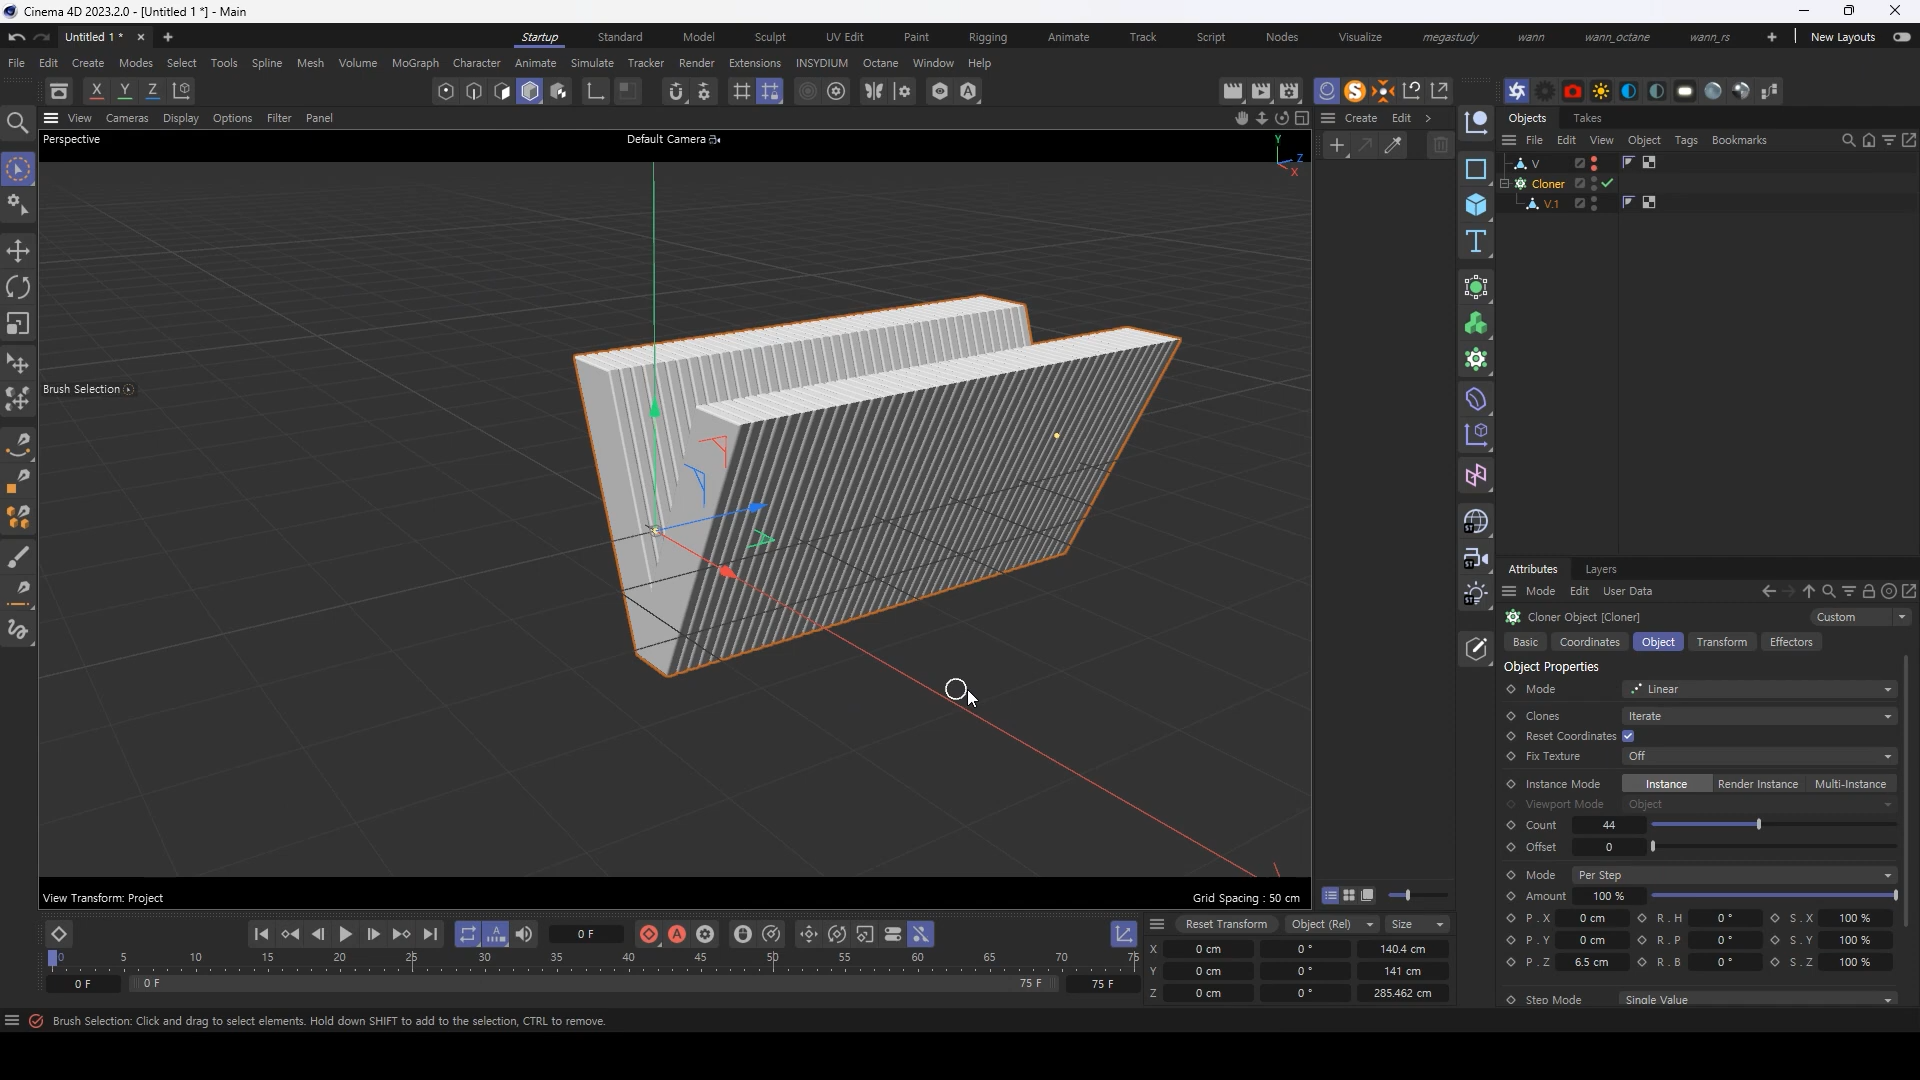 Cinema 4D 2023.2.0 - [Untitled 1 *] - Main
Untitled 1 *
Startup Standard Model Sculpt UV Edit Paint Rigging Animate Track Script Nodes Visualize megastudy wann wann_octane wann_rs New Layouts
File Edit Create Modes Select Tools Spline Mesh Volume MoGraph Character Animate Simulate Tracker Render Extensions INSYDIUM Octane Window Help
X Y Z
View Cameras Display Options Filter Panel
Create Edit
Objects Takes
File Edit View Object Tags Bookmarks
Perspective
Default Camera
Y
Z
X
V
Cloner
V.1
Brush Selection
View Transform: Project
Grid Spacing : 50 cm
Attributes Layers
Mode Edit User Data
Cloner Object [Cloner]
Custom
Basic Coordinates Object Transform Effectors
Object Properties
Mode Linear
Clones Iterate
Reset Coordinates
Fix Texture Off
Instance Mode Instance Render Instance Multi-Instance
Viewport Mode Object
Count 44
Offset 0
Mode Per Step
Amount 100 %
P . X 0 cm R . H 0 ° S . X 100 %
P . Y 0 cm R . P 0 ° S . Y 100 %
P . Z 6.5 cm R . B 0 ° S . Z 100 %
Step Mode Single Value
0 F
Reset Transform Object (Rel) Size
X 0 cm 0 ° 140.4 cm
Y 0 cm 0 ° 141 cm
Z 0 cm 0 ° 285.462 cm
0 5 10 15 20 25 30 35 40 45 50 55 60 65 70 75
0 F 0 F 75 F 75 F
Brush Selection: Click and drag to select elements. Hold down SHIFT to add to the selection, CTRL to remove.